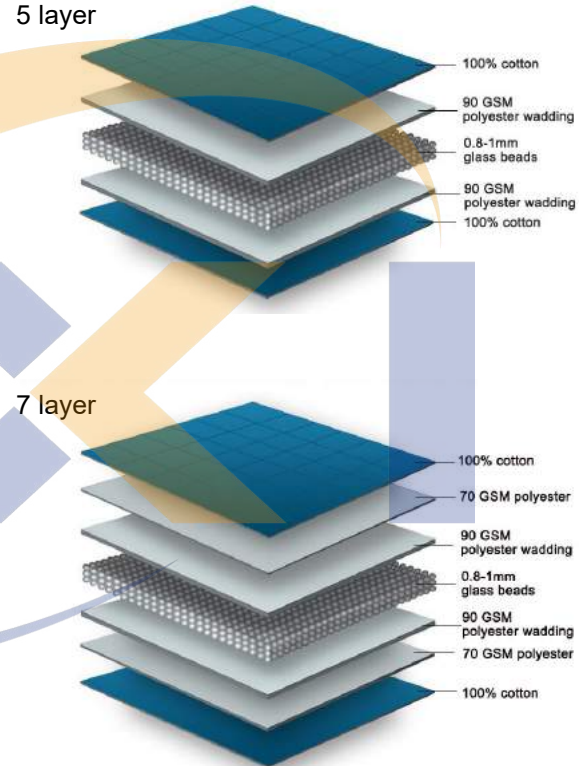 5 layer
100% cotton
90 GSM
polyester wadding
0.8-1mm
glass beads
90 GSM
polyester wadding
100% cotton
7 layer
100% cotton
70 GSM polyester
90 GSM
polyester wadding
0.8-1mm
glass beads
90 GSM
polyester wadding
70 GSM polyester
100% cotton